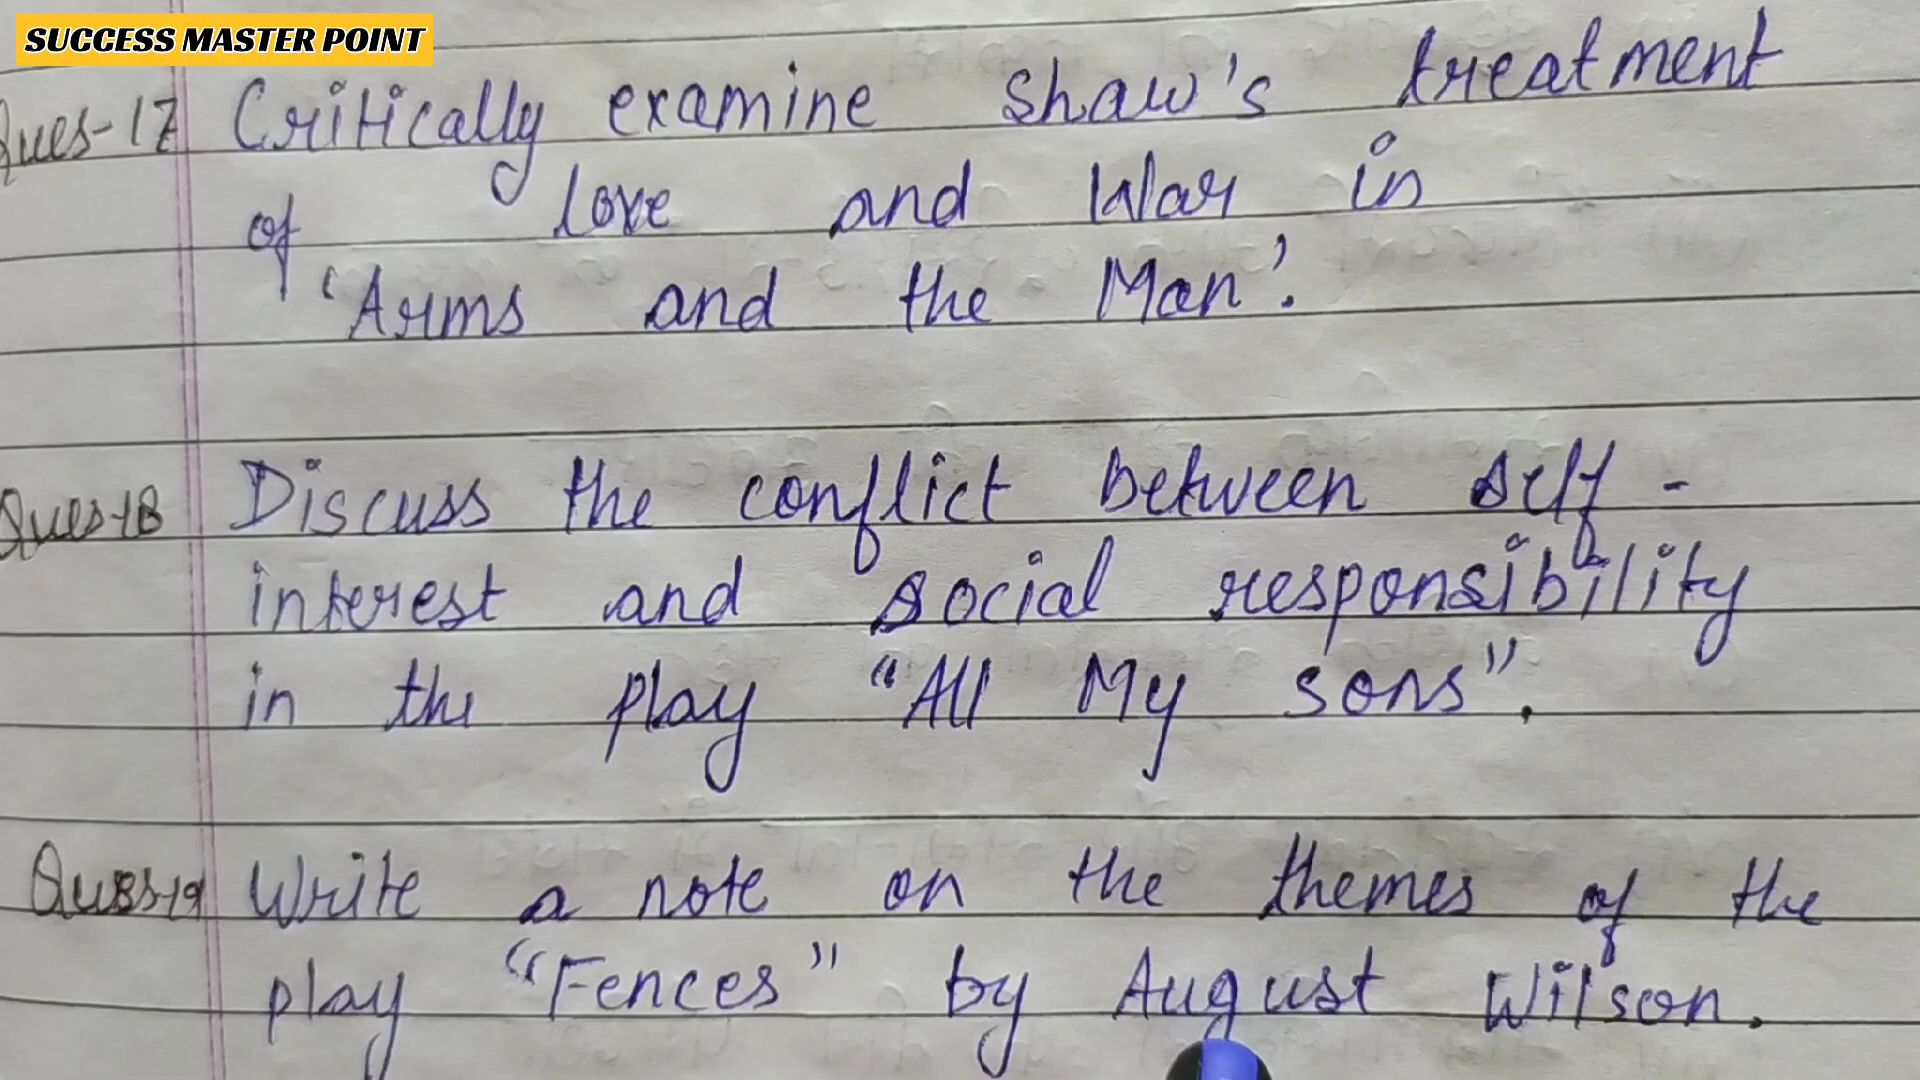 SUCCESS MASTER POINT
Ques-17 Critically examine Shaw's treatment
of Love and War in
'Arms and the Man'.
Ques-18 Discuss the conflict between self-
interest and social responsibility
in the play "All My sons".
Ques-19 Write a note on the themes of the
play "Fences" by August Wilson.